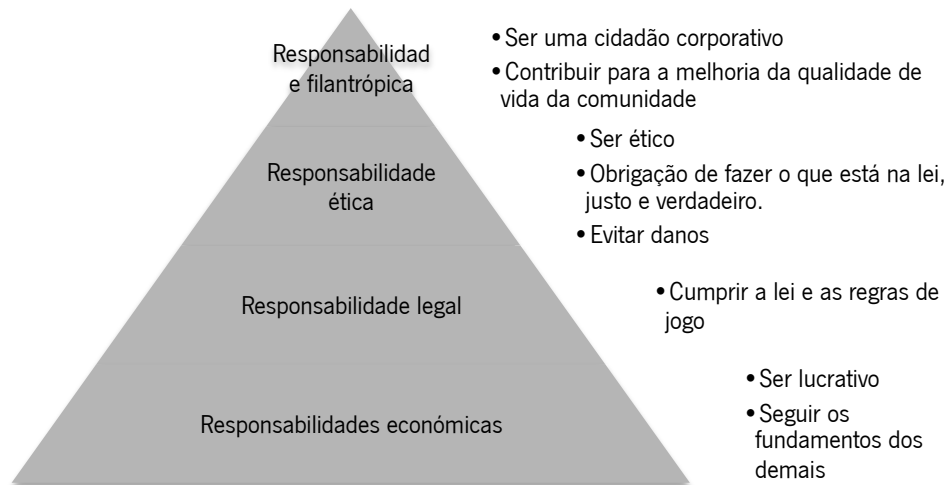 Responsabilidad
e filantrópica
• Ser uma cidadão corporativo
• Contribuir para a melhoria da qualidade de
vida da comunidade
Responsabilidade
ética
• Ser ético
• Obrigação de fazer o que está na lei,
justo e verdadeiro.
• Evitar danos
Responsabilidade legal
• Cumprir a lei e as regras de
jogo
Responsabilidades económicas
• Ser lucrativo
• Seguir os
fundamentos dos
demais